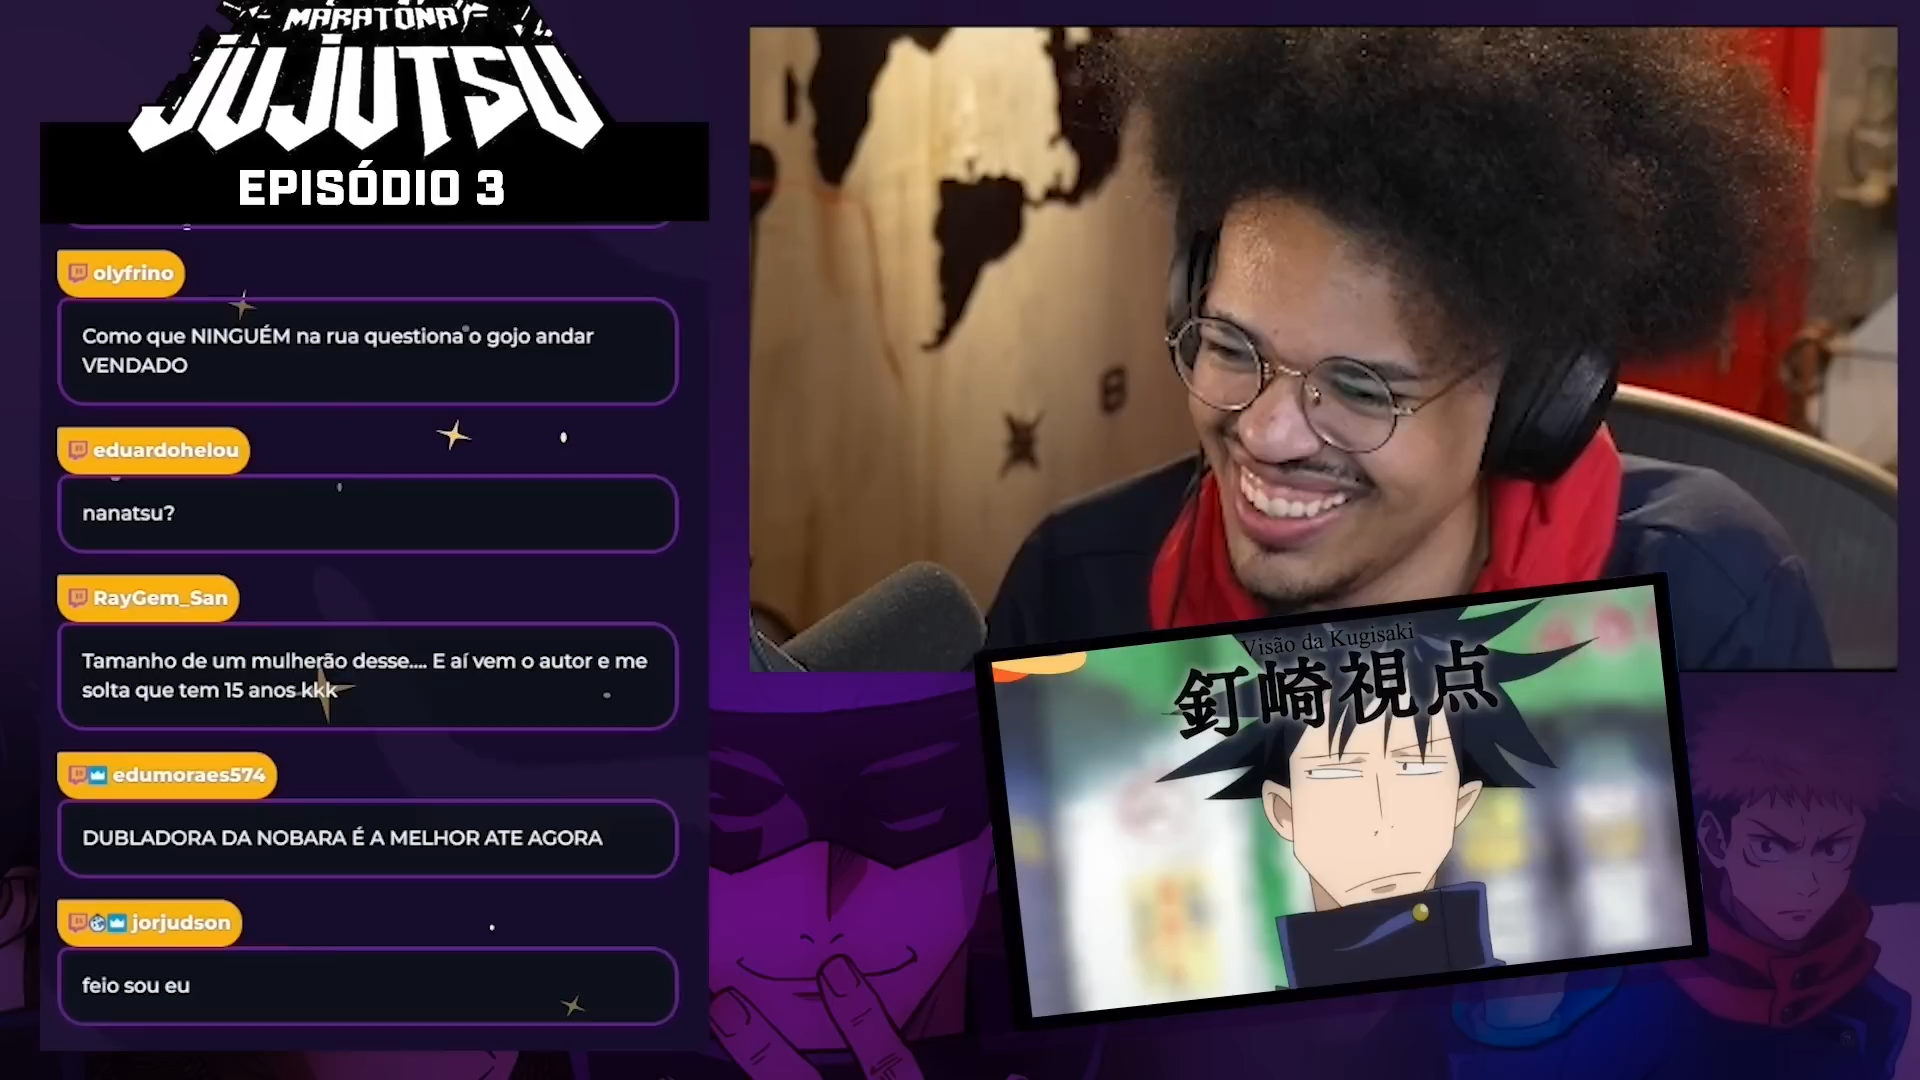 MARATONA
JUJUTSU
EPISÓDIO 3
olyfrino
Como que NINGUÉM na rua questiona o gojo andar
VENDADO
eduardohelou
nanatsu?
RayGem_San
Tamanho de um mulherão desse.... E aí vem o autor e me
solta que tem 15 anos kkk
edumoraes574
DUBLADORA DA NOBARA É A MELHOR ATE AGORA
jorjudson
feio sou eu
8
Visão da Kugisaki
釘崎視点